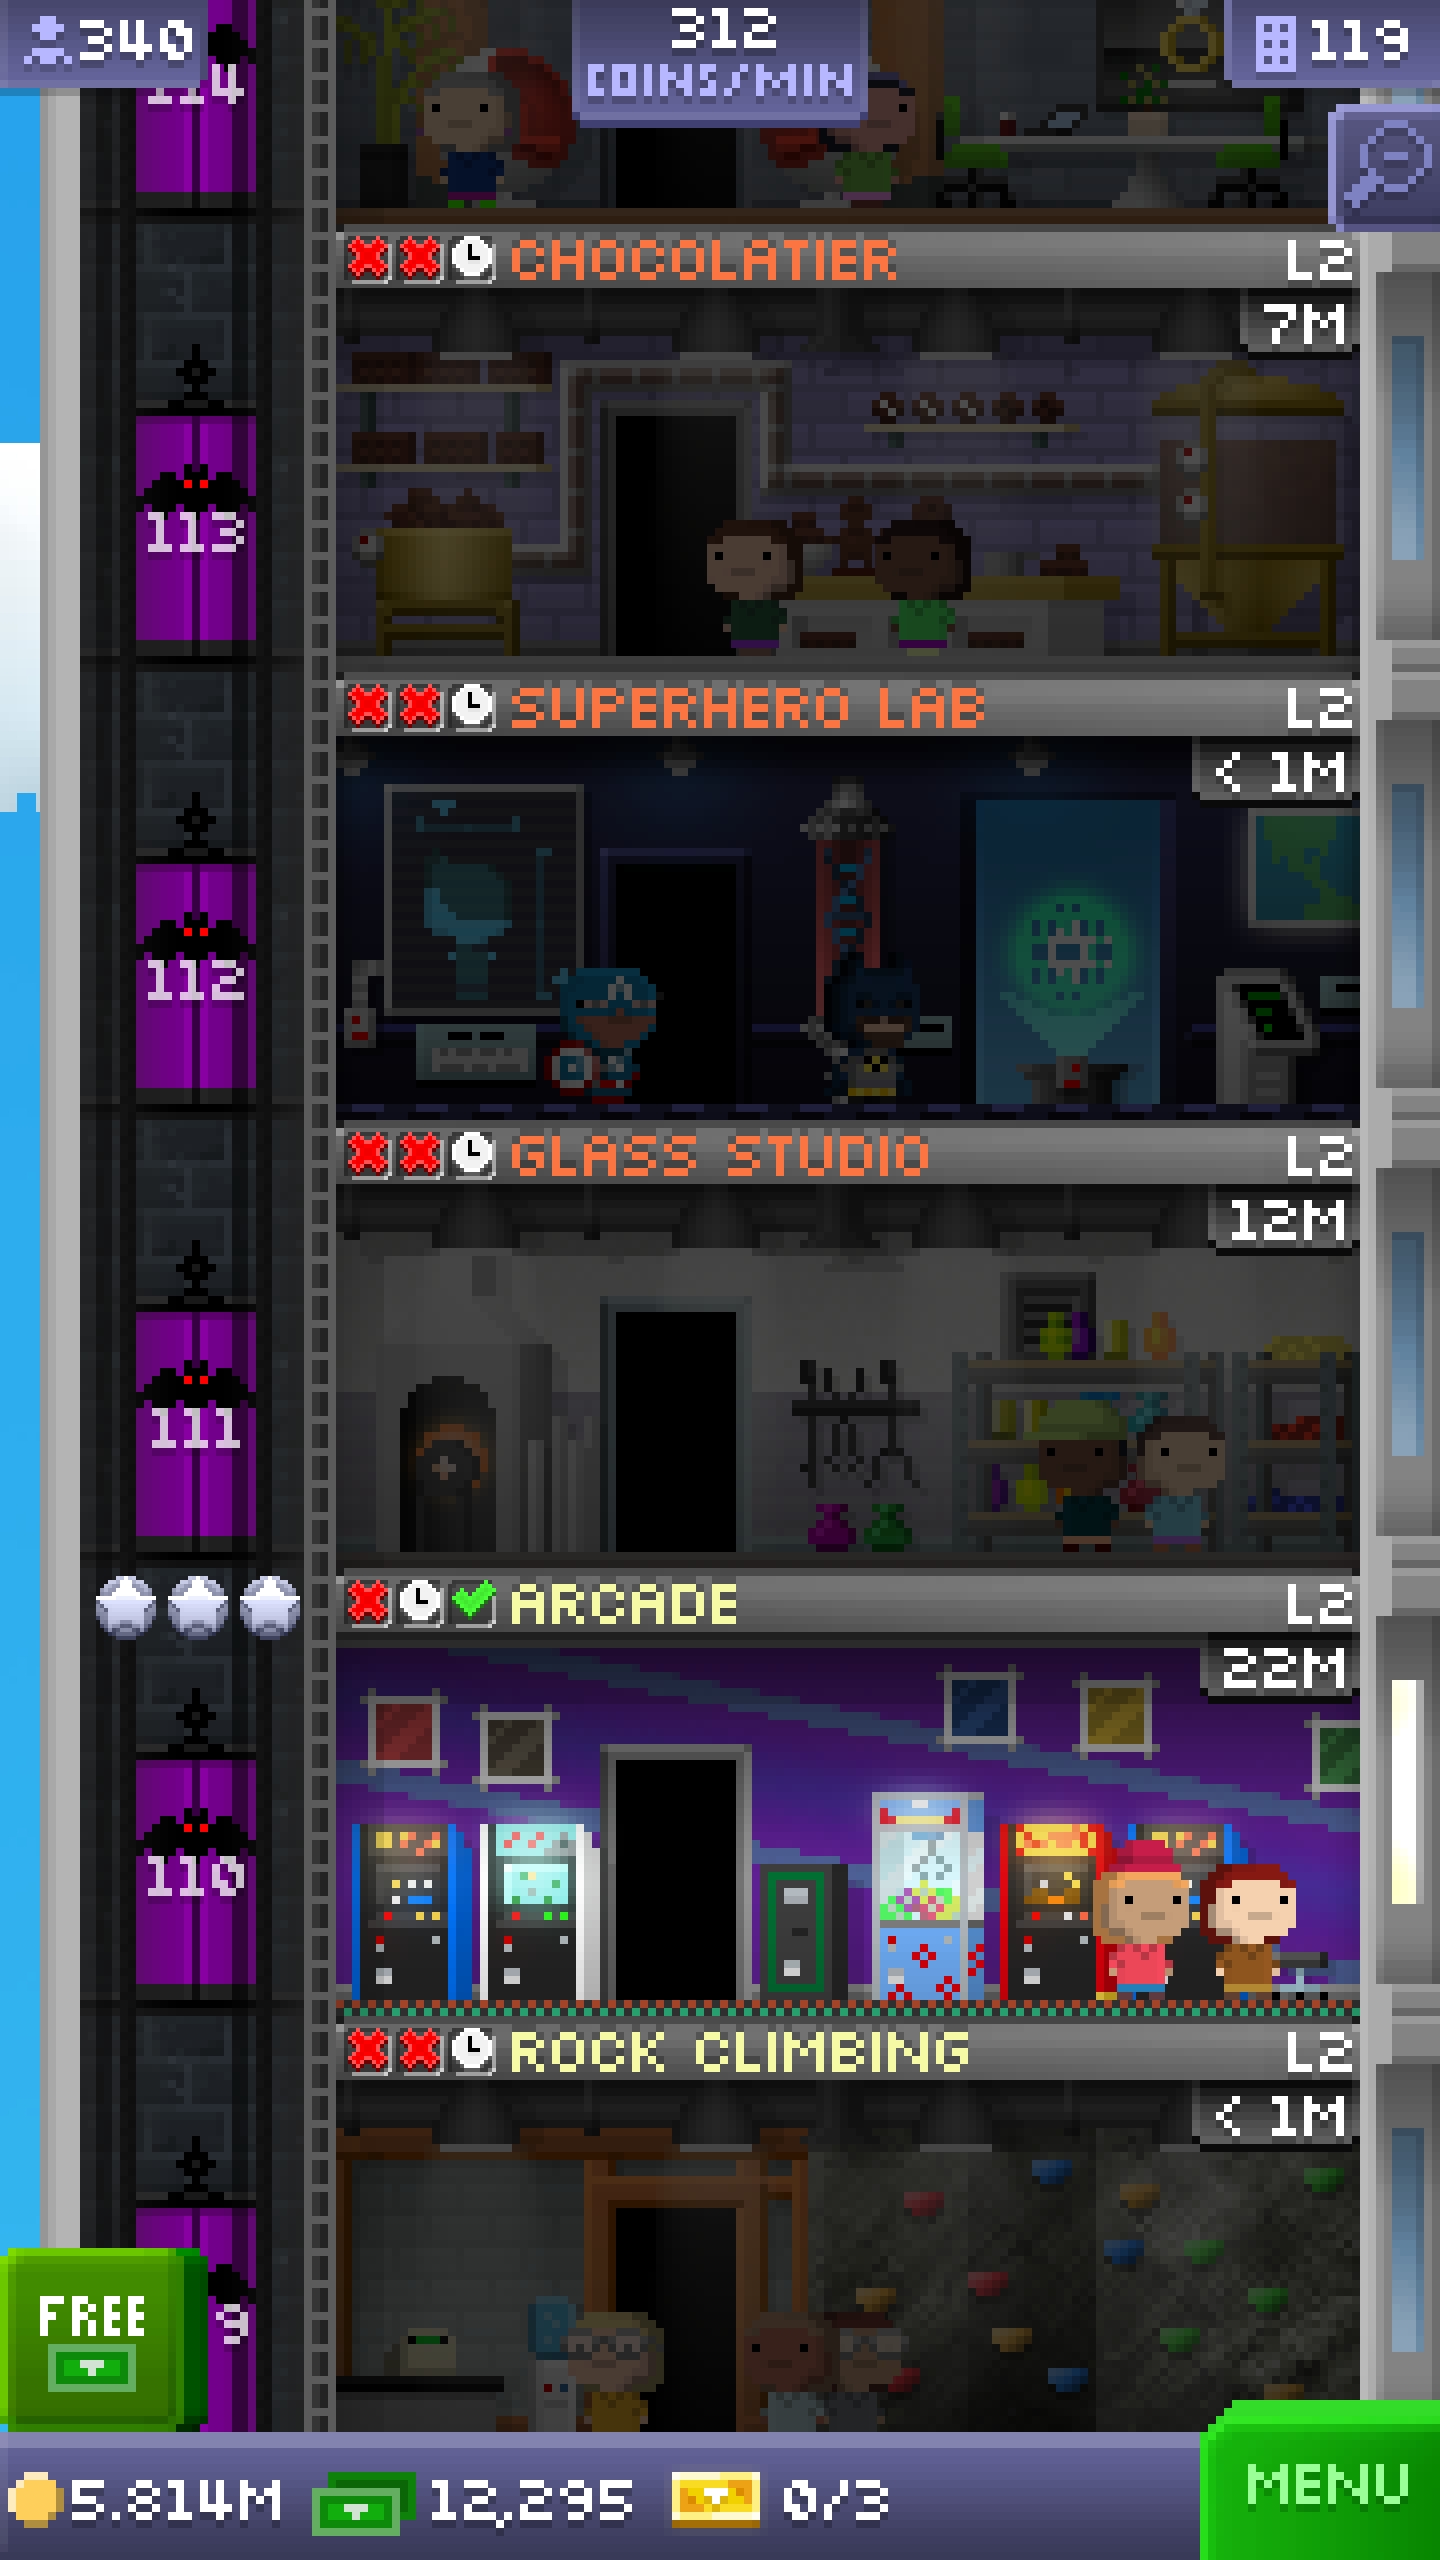 340
312
COINS/MIN
119
114
CHOCOLATIER L2
7M
113
SUPERHERO LAB L2
< 1M
112
GLASS STUDIO L2
12M
111
ARCADE L2
22M
110
ROCK CLIMBING L2
< 1M
9
FREE
5.814M 12,295 0/3
MENU